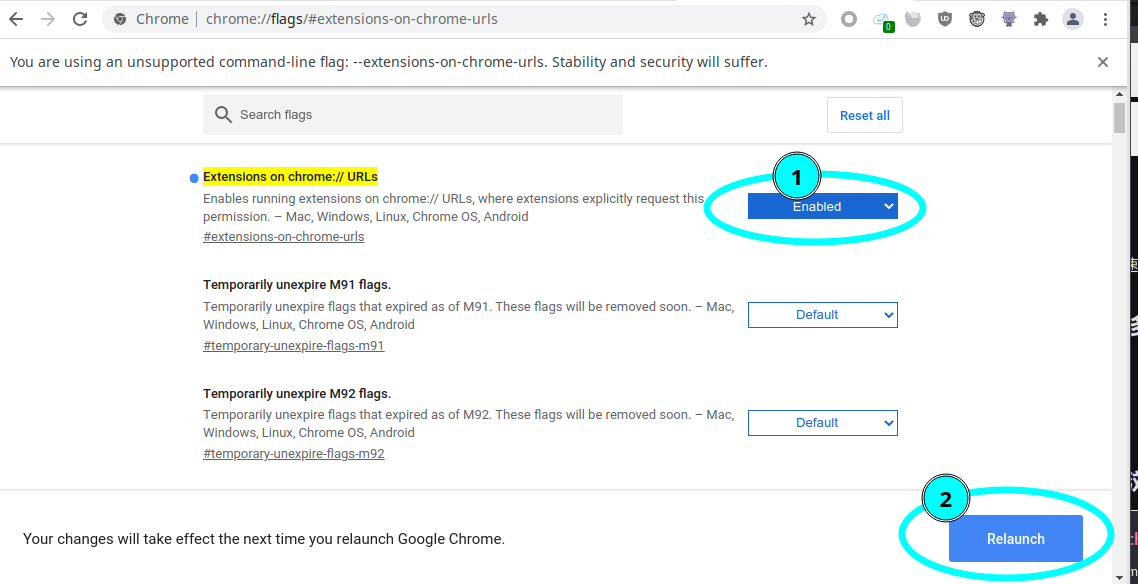 Chrome | chrome://flags/#extensions-on-chrome-urls
0
UD
You are using an unsupported command-line flag: --extensions-on-chrome-urls. Stability and security will suffer.
Search flags
Reset all
Extensions on chrome:// URLs
Enables running extensions on chrome:// URLs, where extensions explicitly request this
permission. – Mac, Windows, Linux, Chrome OS, Android
#extensions-on-chrome-urls
1
Enabled
Temporarily unexpire M91 flags.
Temporarily unexpire flags that expired as of M91. These flags will be removed soon. – Mac,
Windows, Linux, Chrome OS, Android
#temporary-unexpire-flags-m91
Default
Temporarily unexpire M92 flags.
Temporarily unexpire flags that expired as of M92. These flags will be removed soon. – Mac,
Windows, Linux, Chrome OS, Android
#temporary-unexpire-flags-m92
Default
2
Your changes will take effect the next time you relaunch Google Chrome.
Relaunch